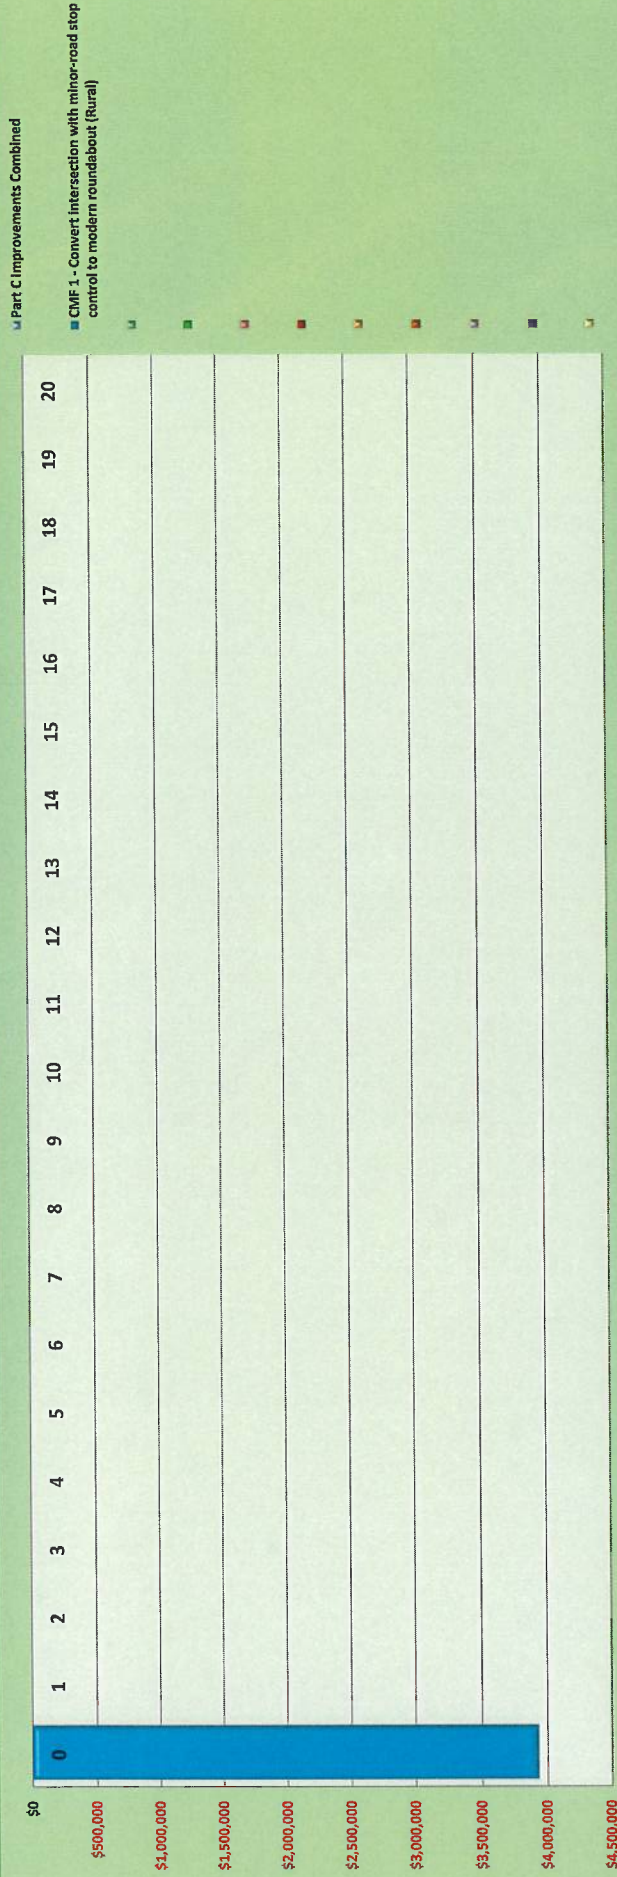 $0
$500,000
$1,000,000
$1,500,000
$2,000,000
$2,500,000
$3,000,000
$3,500,000
$4,000,000
$4,500,000
0 1 2 3 4 5 6 7 8 9 10 11 12 13 14 15 16 17 18 19 20
Part C Improvements Combined
CMF 1 - Convert intersection with minor-road stop
control to modern roundabout (Rural)